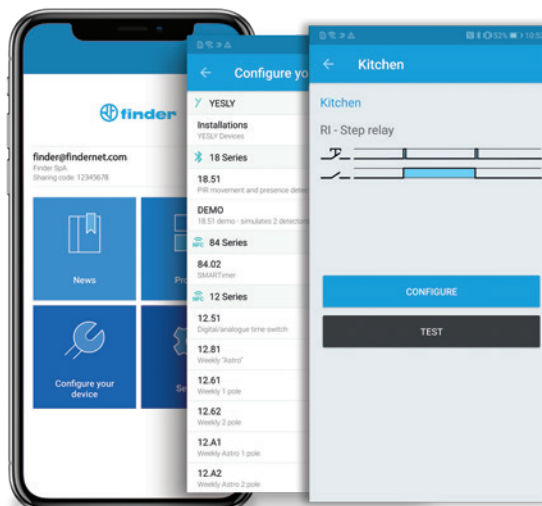 finder
finder@findernet.com
Finder SpA
Sharing code: 12345678
News
Configure your
device
Configure
YESLY
Installations
YESLY Devices
18 Series
18.51
PIR movement and presence
DEMO
18.51 demo - simulates 2
NFC
84 Series
84.02
SMARTimer
NFC
12 Series
12.51
Digital/analogue time switch
12.81
Weekly "Astro"
12.61
Weekly 1 pole
12.62
Weekly 2 pole
12.A1
Weekly Astro 1 pole
12.A2
Weekly Astro 2 pole
52%
Kitchen
Kitchen
RI - Step relay
CONFIGURE
TEST